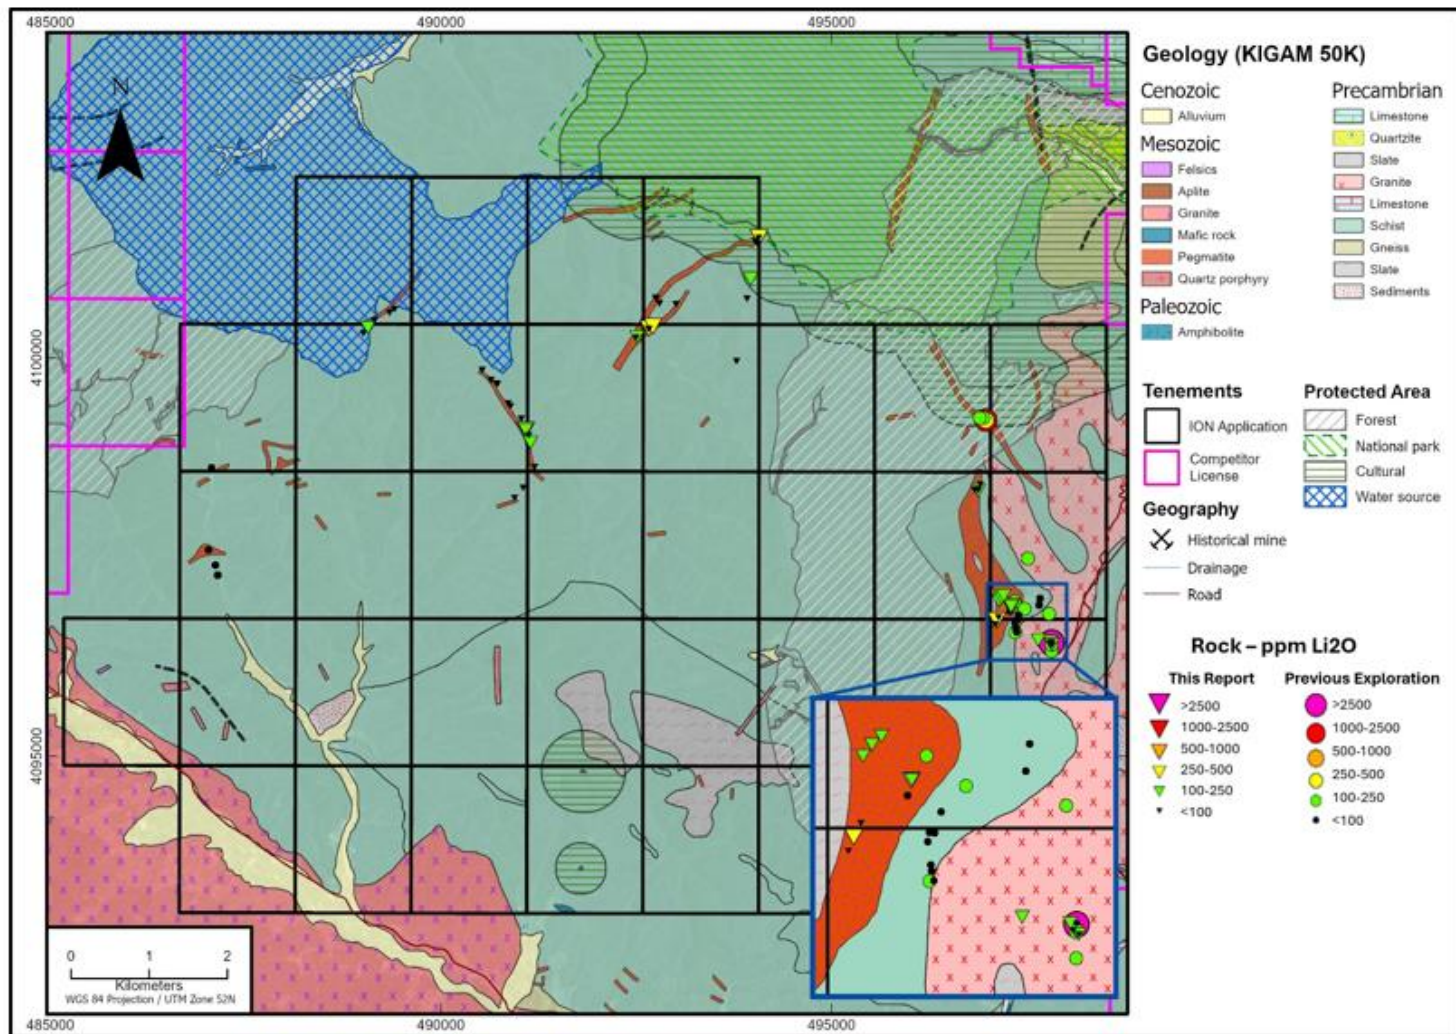 485000 490000 495000
N
4100000
4095000
0 1 2
Kilometers
WGS 84 Projection / UTM Zone 52N
485000 490000 495000
Geology (KIGAM 50K)
Cenozoic
Alluvium
Mesozoic
Felsics
Aplite
Granite
Mafic rock
Pegmatite
Quartz porphyry
Paleozoic
Amphibolite
Precambrian
Limestone
Quartzite
Slate
Granite
Limestone
Schist
Gneiss
Slate
Sediments
Tenements
ION Application
Competitor
License
Protected Area
Forest
National park
Cultural
Water source
Geography
Historical mine
Drainage
Road
Rock – ppm Li2O
This Report
>2500
1000-2500
500-1000
250-500
100-250
<100
Previous Exploration
>2500
1000-2500
500-1000
250-500
100-250
<100